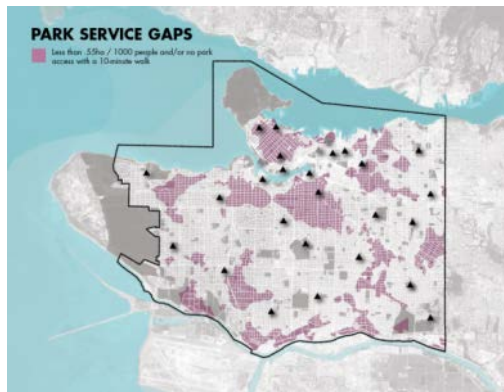 PARK SERVICE GAPS
Less than .55ha / 1000 people and/or no park
access with a 10-minute walk